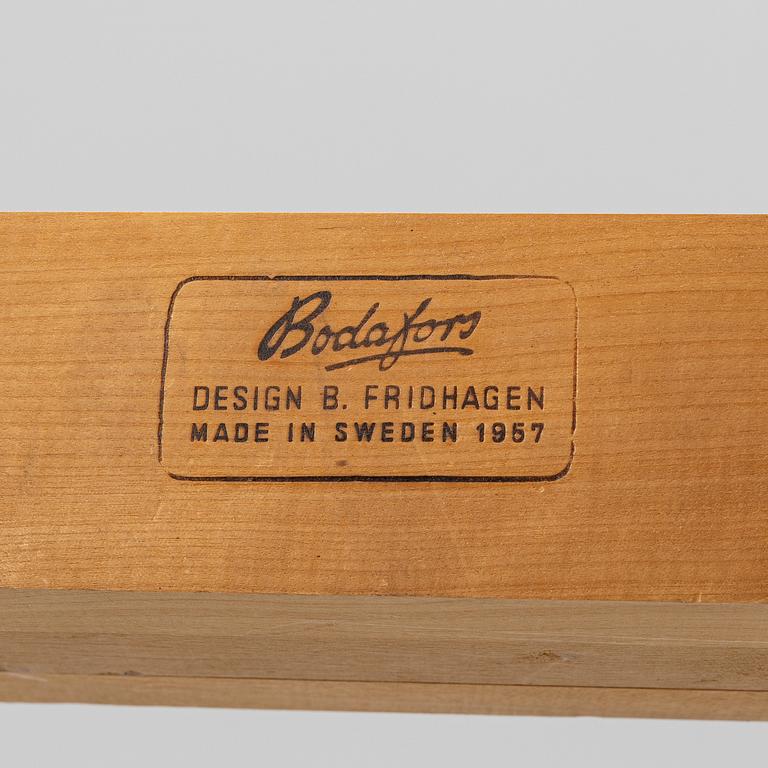 Bodafors
DESIGN B. FRIDHAGEN
MADE IN SWEDEN 1957